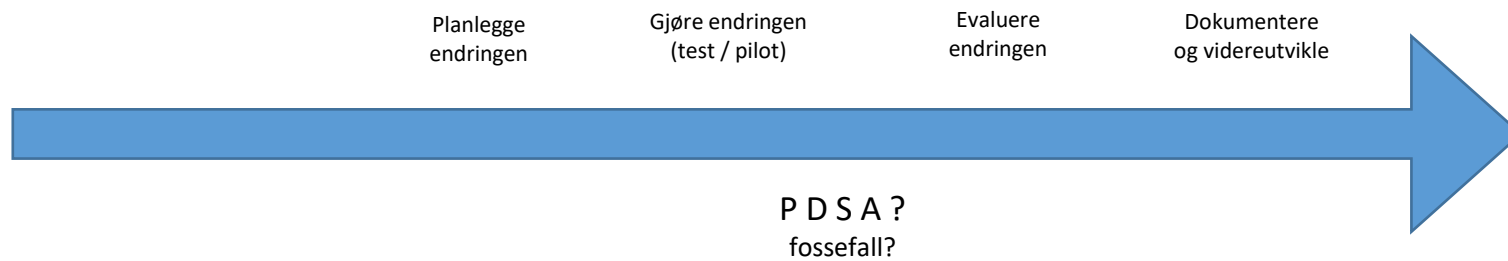 Planlegge
endringen
Gjøre endringen
(test / pilot)
Evaluere
endringen
Dokumentere
og videreutvikle
P D S A ?
fossefall?